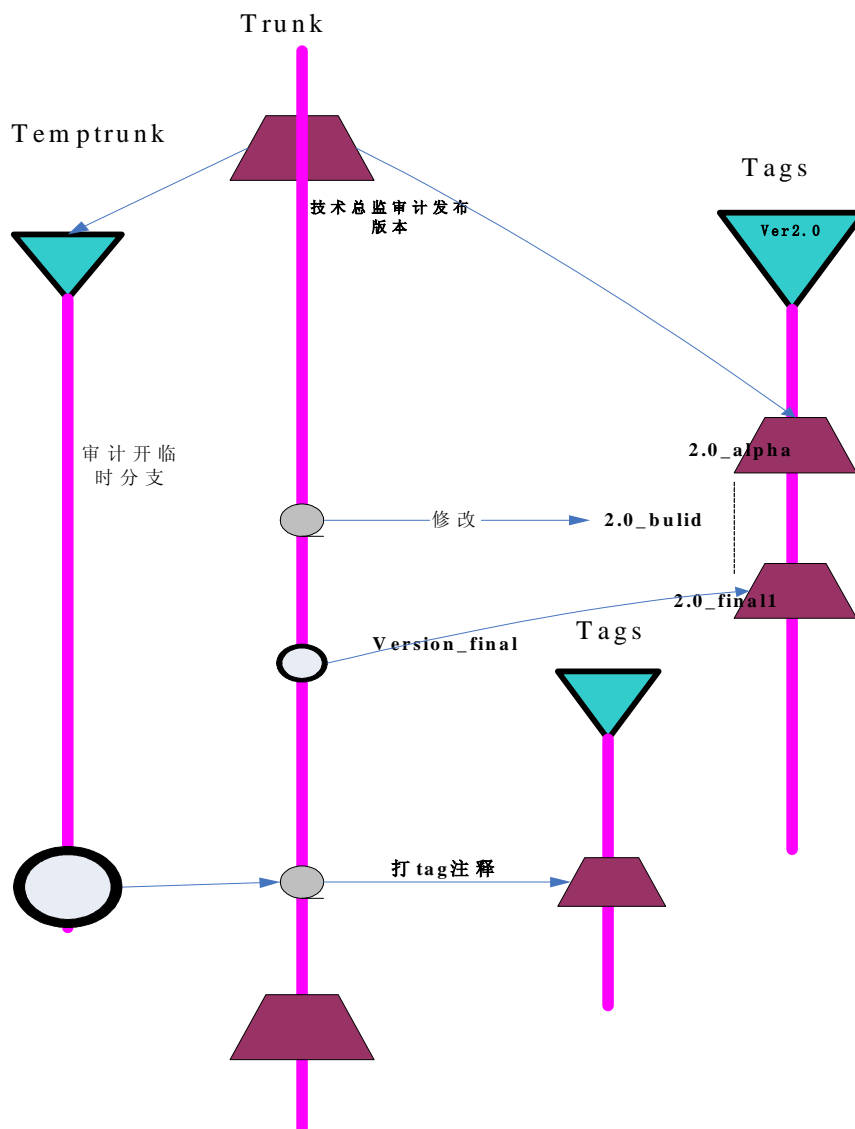 Trunk
Temptrunk
Tags
技术总监审计发布
版本
Ver2.0
审计开临
时分支
2.0_alpha
修改
2.0_bulid
2.0_final1
Tags
Version_final
打tag注释